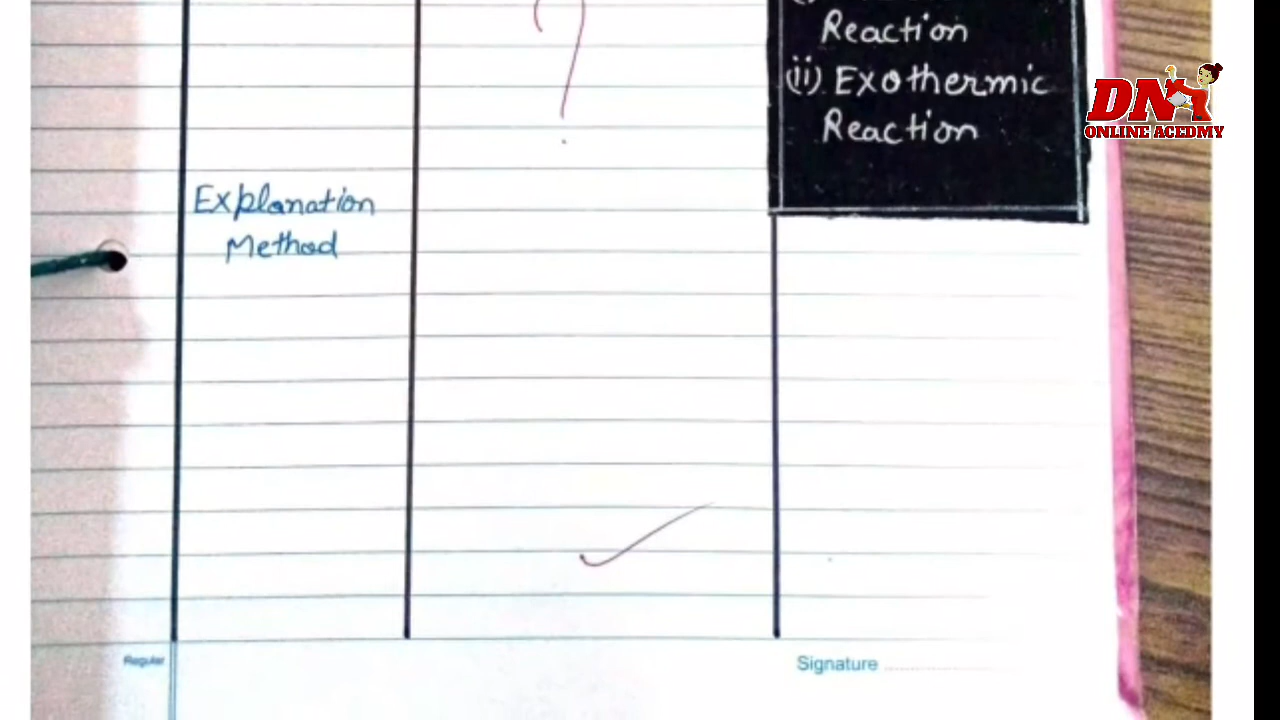 Reaction
(ii) Exothermic
Reaction
DNA
ONLINE ACEDMY
Explanation
Method
Regular
Signature